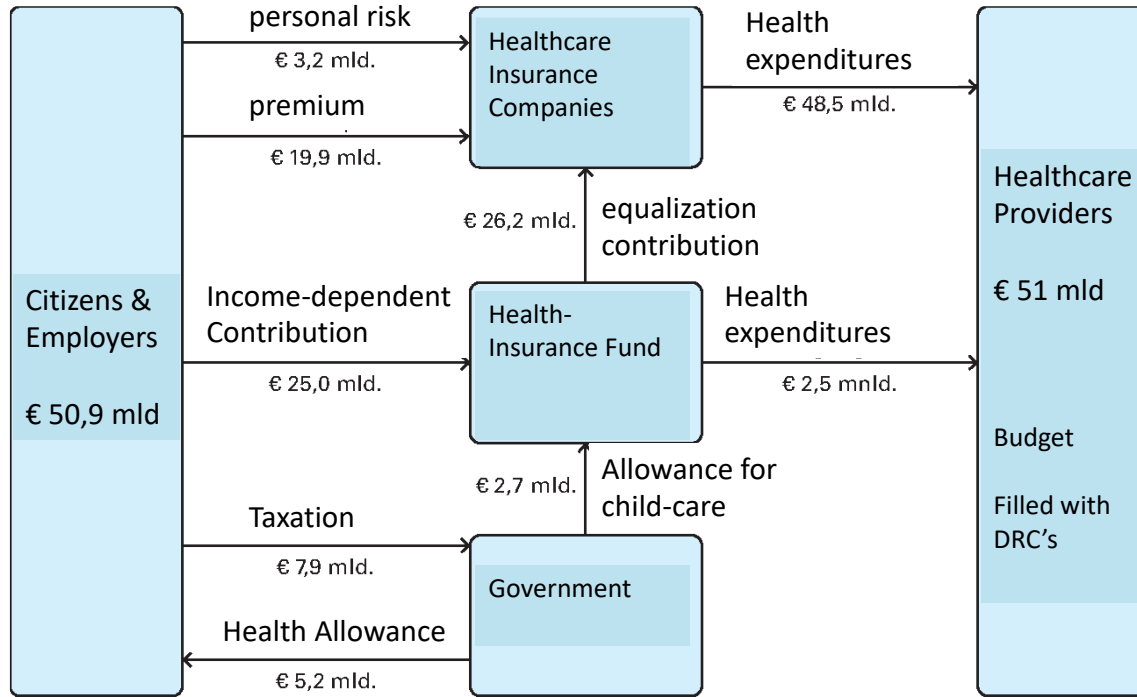 personal risk
€ 3,2 mld.
premium
€ 19,9 mld.
Healthcare
Insurance
Companies
Health
expenditures
€ 48,5 mld.
€ 26,2 mld.
equalization
contribution
Healthcare
Providers
€ 51 mld
Citizens &
Employers
€ 50,9 mld
Income-dependent
Contribution
€ 25,0 mld.
Health-
Insurance Fund
Health
expenditures
€ 2,5 mnld.
Budget
Filled with
DRC's
€ 2,7 mld.
Allowance for
child-care
Taxation
€ 7,9 mld.
Government
Health Allowance
€ 5,2 mld.